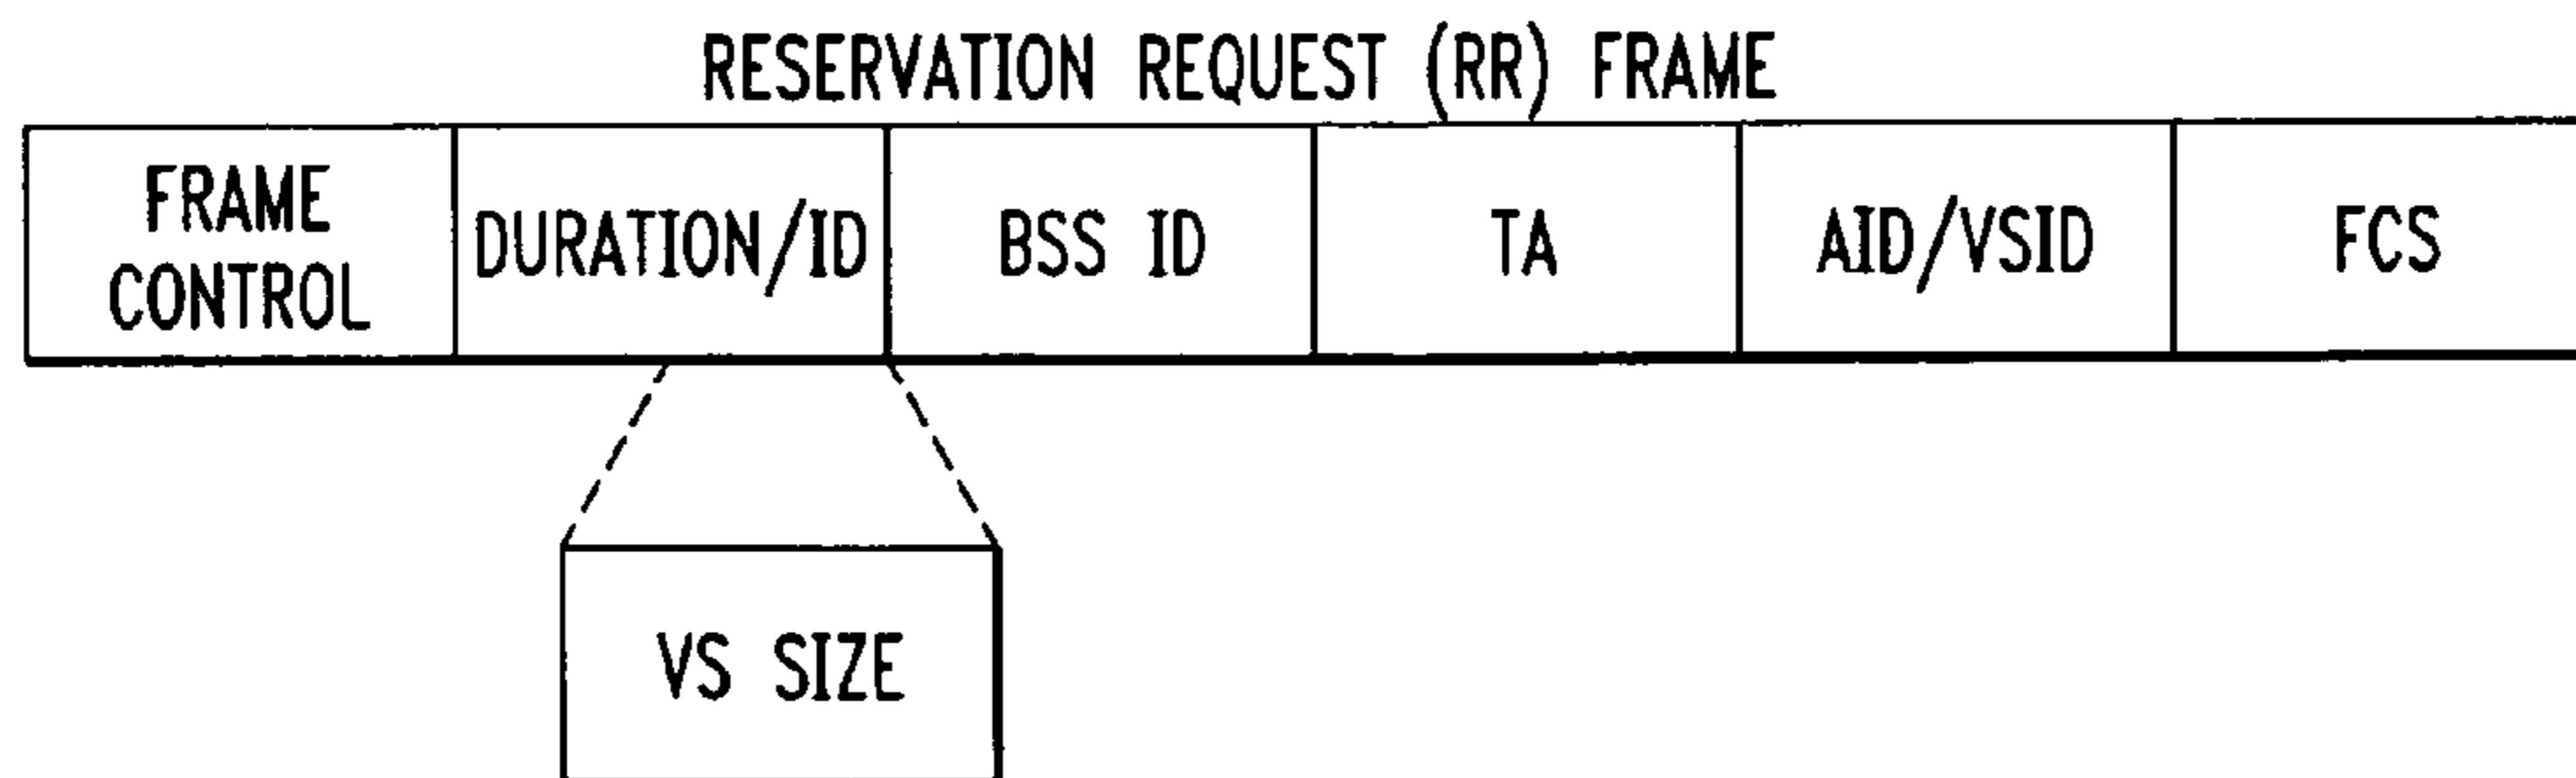 RESERVATION REQUEST (RR) FRAME
FRAME CONTROL
DURATION/ID
BSS ID
TA
AID/VSID
FCS
VS SIZE